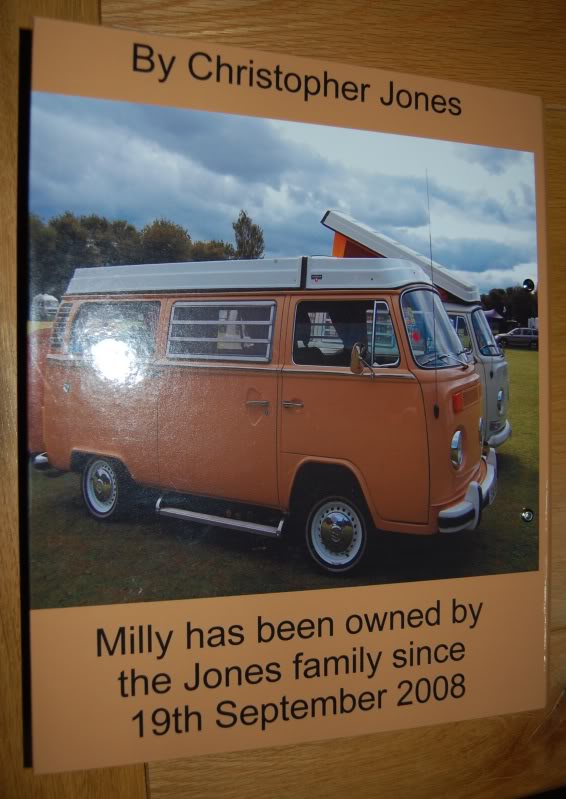 By Christopher Jones
Milly has been owned by
the Jones family since
19th September 2008